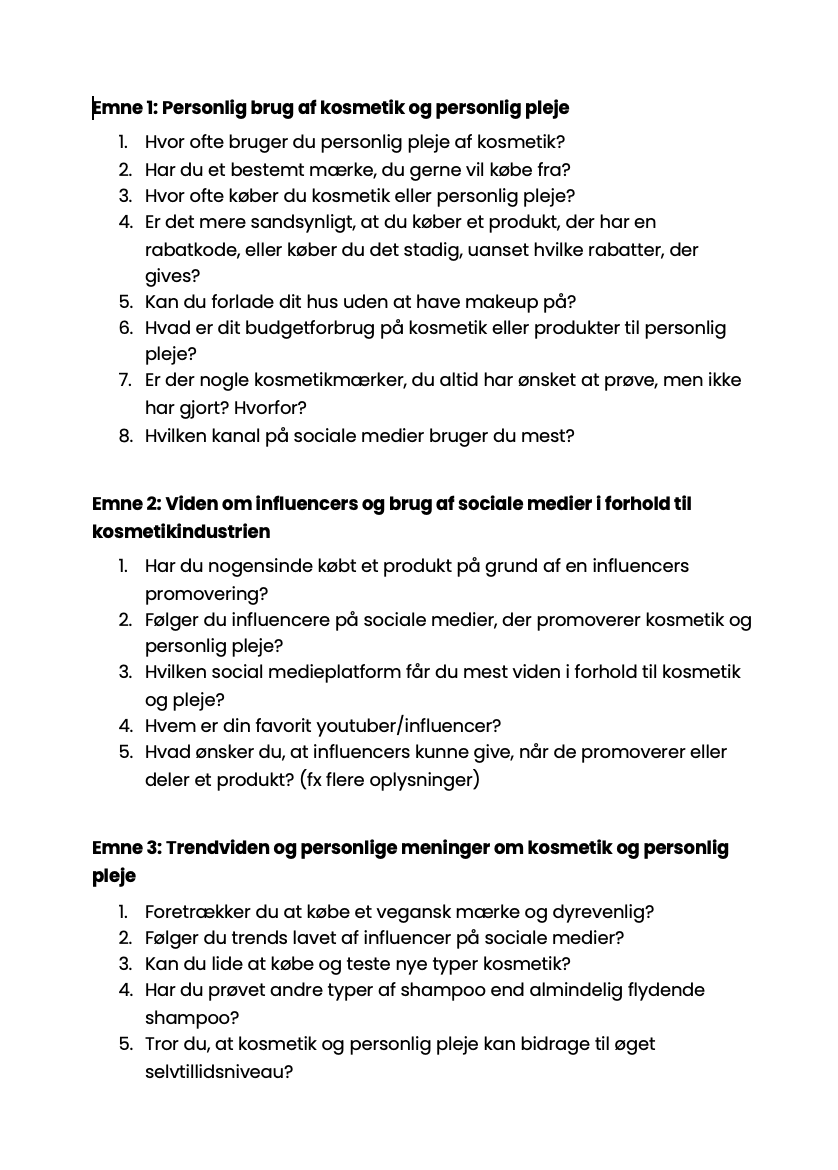 Emne 1: Personlig brug af kosmetik og personlig pleje
1. Hvor ofte bruger du personlig pleje af kosmetik?
2. Har du et bestemt mærke, du gerne vil købe fra?
3. Hvor ofte køber du kosmetik eller personlig pleje?
4. Er det mere sandsynligt, at du køber et produkt, der har en
rabatkode, eller køber du det stadig, uanset hvilke rabatter, der
gives?
5. Kan du forlade dit hus uden at have makeup på?
6. Hvad er dit budgetforbrug på kosmetik eller produkter til personlig
pleje?
7. Er der nogle kosmetikmærker, du altid har ønsket at prøve, men ikke
har gjort? Hvorfor?
8. Hvilken kanal på sociale medier bruger du mest?
Emne 2: Viden om influencers og brug af sociale medier i forhold til
kosmetikindustrien
1. Har du nogensinde købt et produkt på grund af en influencers
promovering?
2. Følger du influencere på sociale medier, der promoverer kosmetik og
personlig pleje?
3. Hvilken social medieplatform får du mest viden i forhold til kosmetik
og pleje?
4. Hvem er din favorit youtuber/influencer?
5. Hvad ønsker du, at influencers kunne give, når de promoverer eller
deler et produkt? (fx flere oplysninger)
Emne 3: Trendviden og personlige meninger om kosmetik og personlig
pleje
1. Foretrækker du at købe et vegansk mærke og dyrevenlig?
2. Følger du trends lavet af influencer på sociale medier?
3. Kan du lide at købe og teste nye typer kosmetik?
4. Har du prøvet andre typer af shampoo end almindelig flydende
shampoo?
5. Tror du, at kosmetik og personlig pleje kan bidrage til øget
selvtillidsniveau?